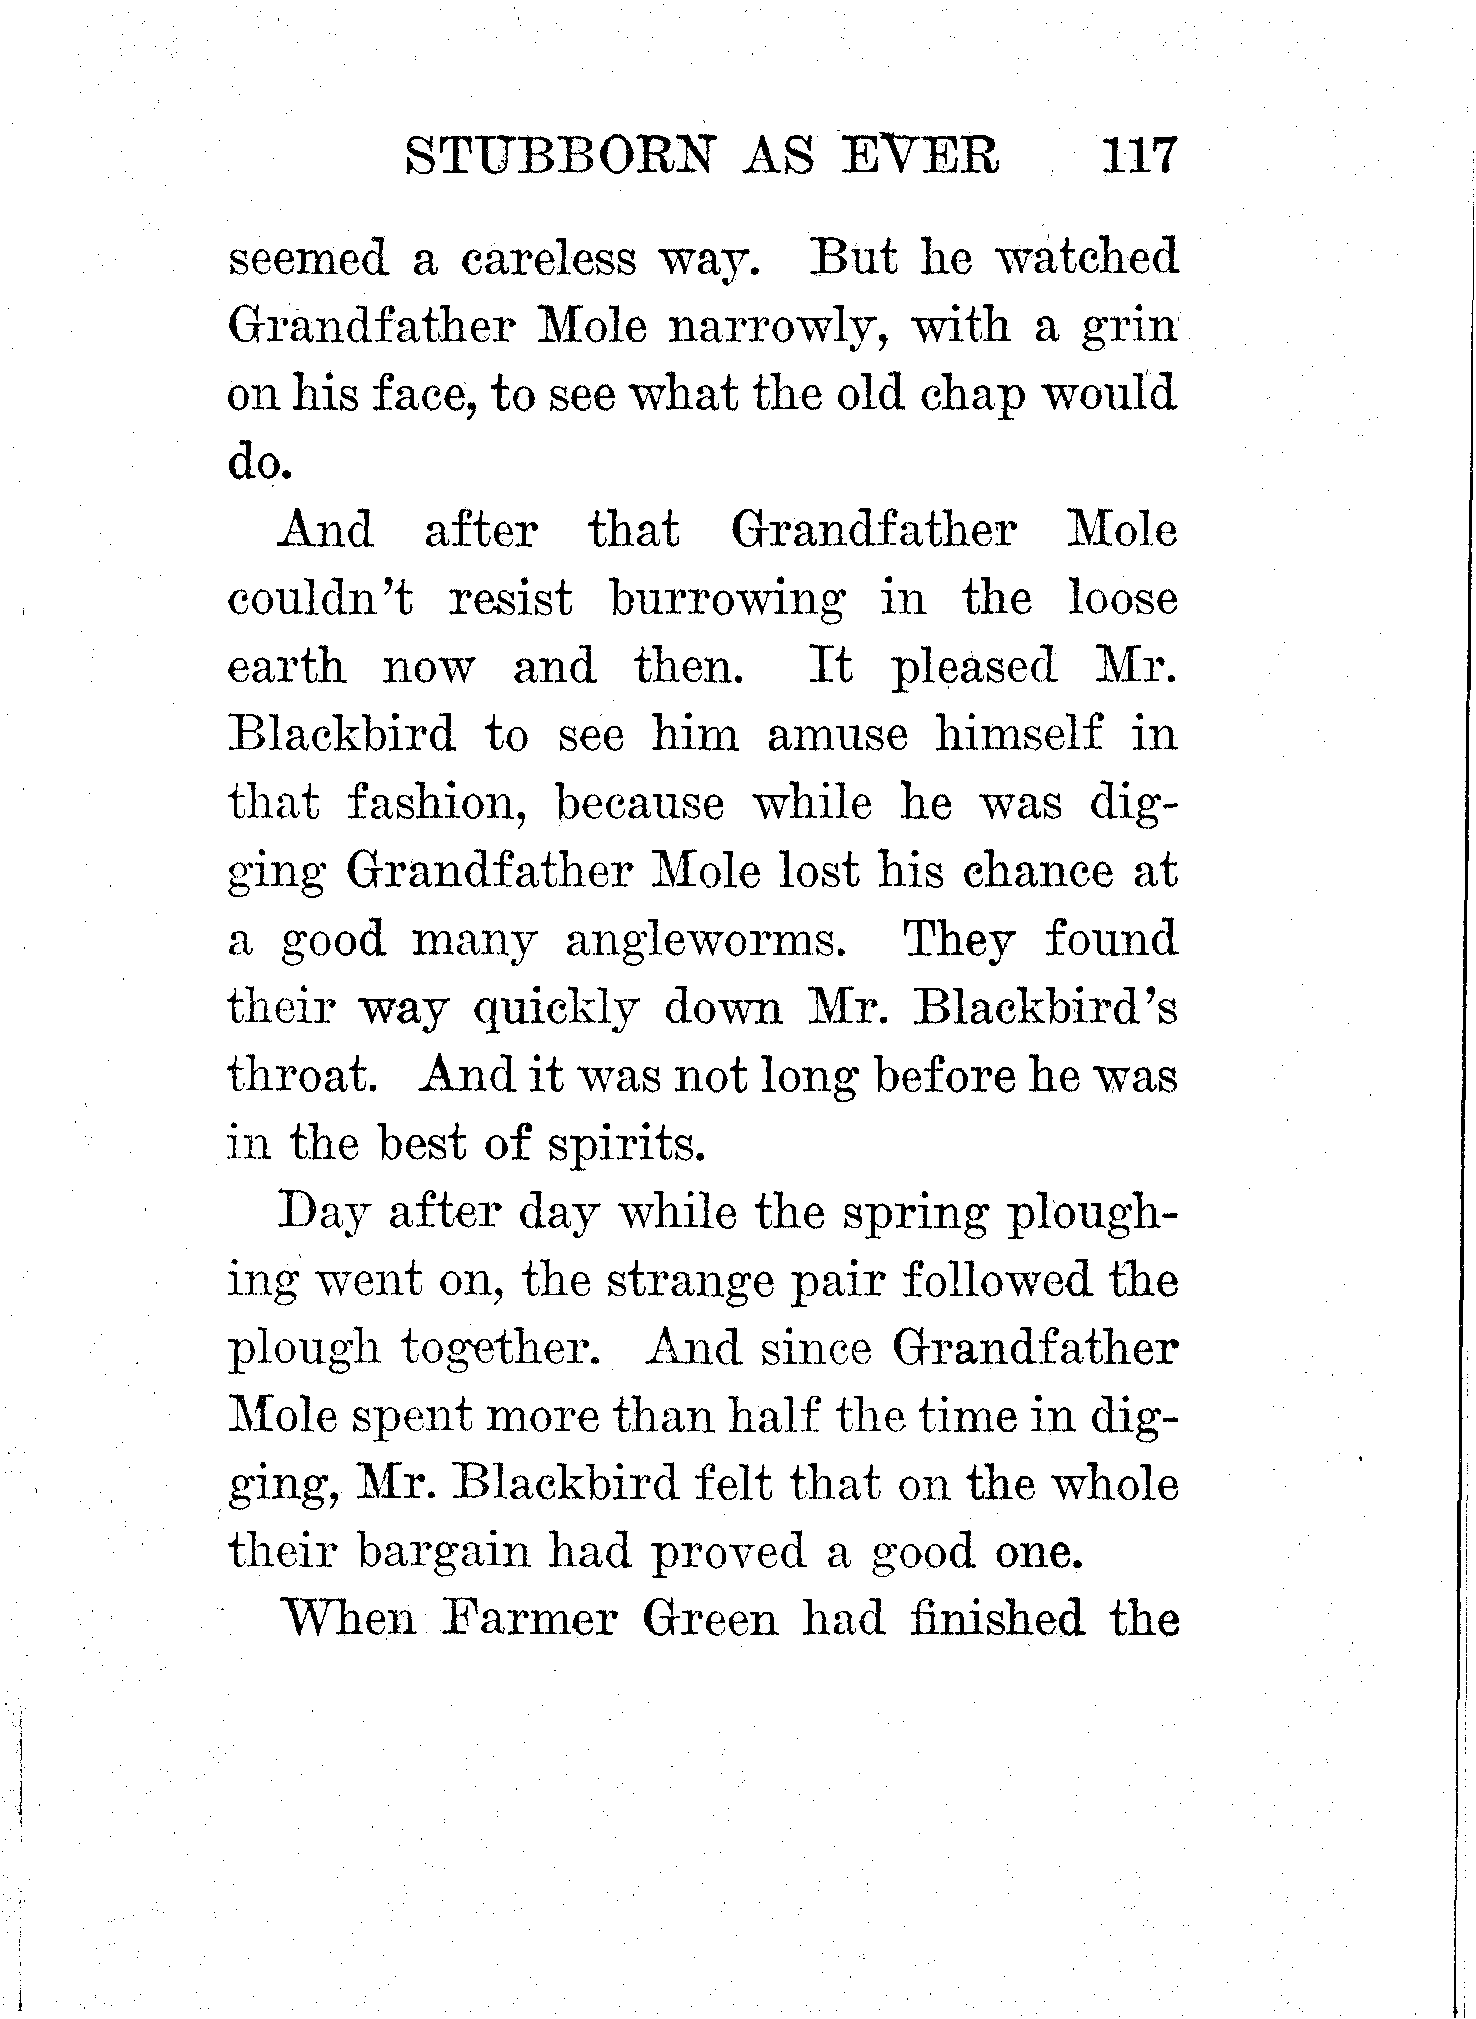 STUBBORN AS EVER 117
seemed a careless way. But he watched
Grandfather Mole narrowly, with a grin
on his face, to see what the old chap would
do.
And after that Grandfather Mole
couldn't resist burrowing in the loose
earth now and then. It pleased Mr.
Blackbird to see him amuse himself in
that fashion, because while he was dig-
ging Grandfather Mole lost his chance at
a good many angleworms. They found
their way quickly down Mr. Blackbird's
throat. And it was not long before he was
in the best of spirits.
Day after day while the spring plough-
ing went on, the strange pair followed the
plough together. And since Grandfather
Mole spent more than half the time in dig-
ging, Mr. Blackbird felt that on the whole
their bargain had proved a good one.
When Farmer Green had finished the